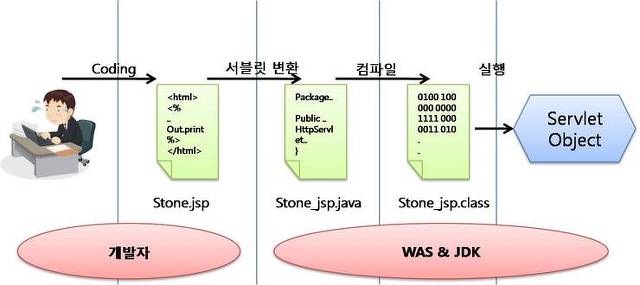 Coding
서블릿 변환
컴파일
실행
<html>
<%
_
Out.print
%>
</html>
Package..
Public _
HttpServl
et..
}
0100 100
000 0000
1111 000
0011 010
.
.
Servlet
Object
Stone.jsp
Stone_jsp.java
Stone_jsp.class
개발자
WAS & JDK